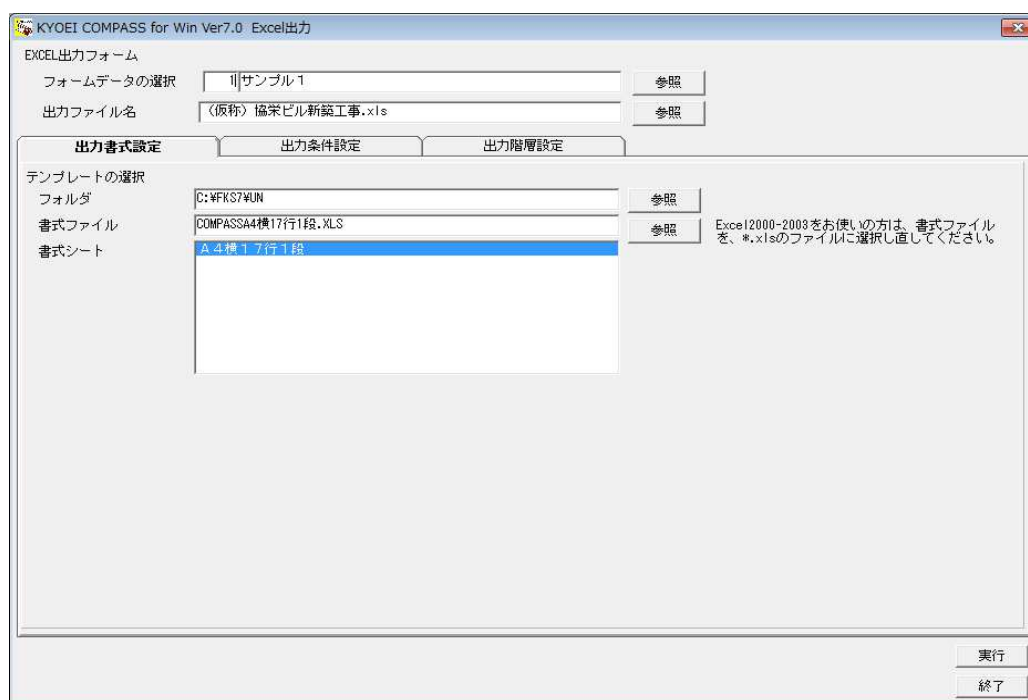 KYOEI COMPASS for Win Ver7.0 Excel出力
EXCEL出力フォーム
フォームデータの選択 1 サンプル１ 参照
出力ファイル名 （仮称）協栄ビル新築工事.xls 参照
出力書式設定 出力条件設定 出力階層設定
テンプレートの選択
フォルダ C:¥FKS7¥UN 参照
書式ファイル COMPASSA4横17行1段.XLS 参照
Excel2000-2003をお使いの方は、書式ファイル
を、*.xlsのファイルに選択し直してください。
書式シート Ａ４横１７行１段
実行
終了